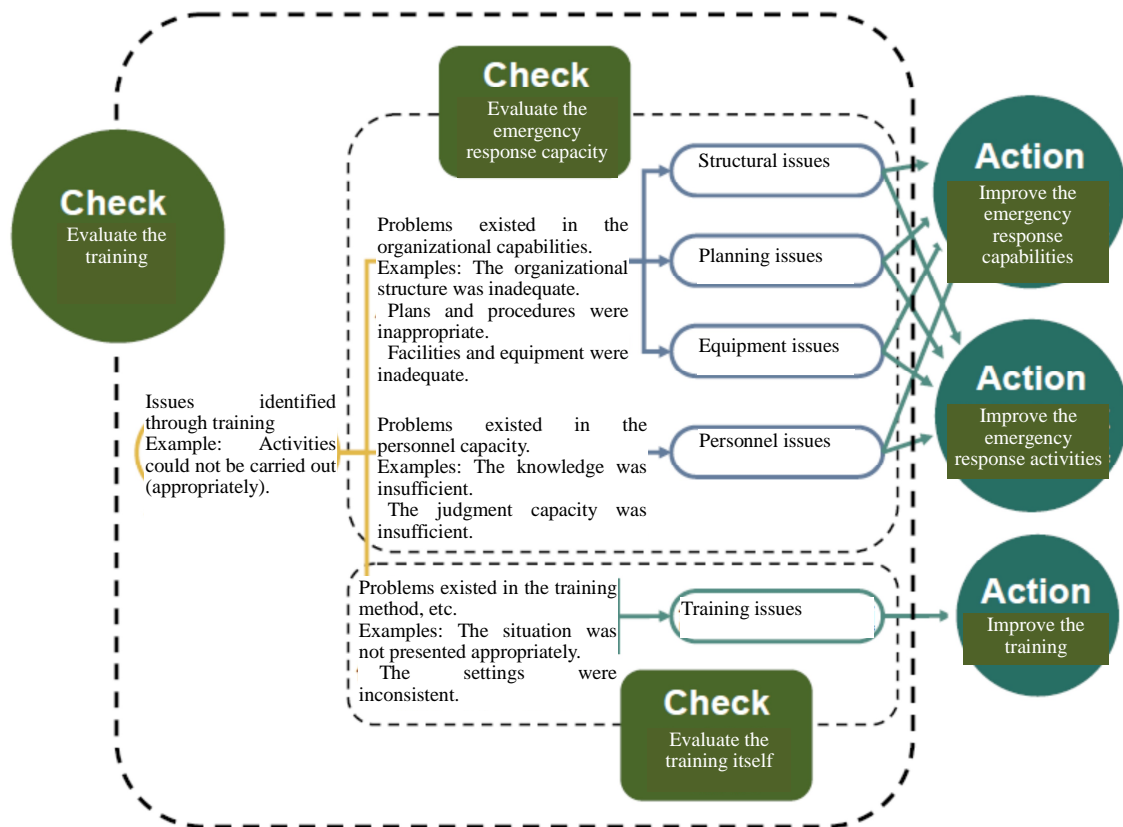 Check
Evaluate the
training
Issues identified
through training
Example: Activities
could not be carried out
(appropriately).
Check
Evaluate the
emergency
response capacity
Problems existed in the
organizational capabilities.
Examples: The organizational
structure was inadequate.
Plans and procedures were
inappropriate.
Facilities and equipment were
inadequate.
Problems existed in the
personnel capacity.
Examples: The knowledge was
insufficient.
The judgment capacity was
insufficient.
Problems existed in the training
method, etc.
Examples: The situation was
not presented appropriately.
The settings were
inconsistent.
Check
Evaluate the
training itself
Structural issues
Planning issues
Equipment issues
Personnel issues
Training issues
Action
Improve the
emergency
response
capabilities
Action
Improve the
emergency
response activities
Action
Improve the
training